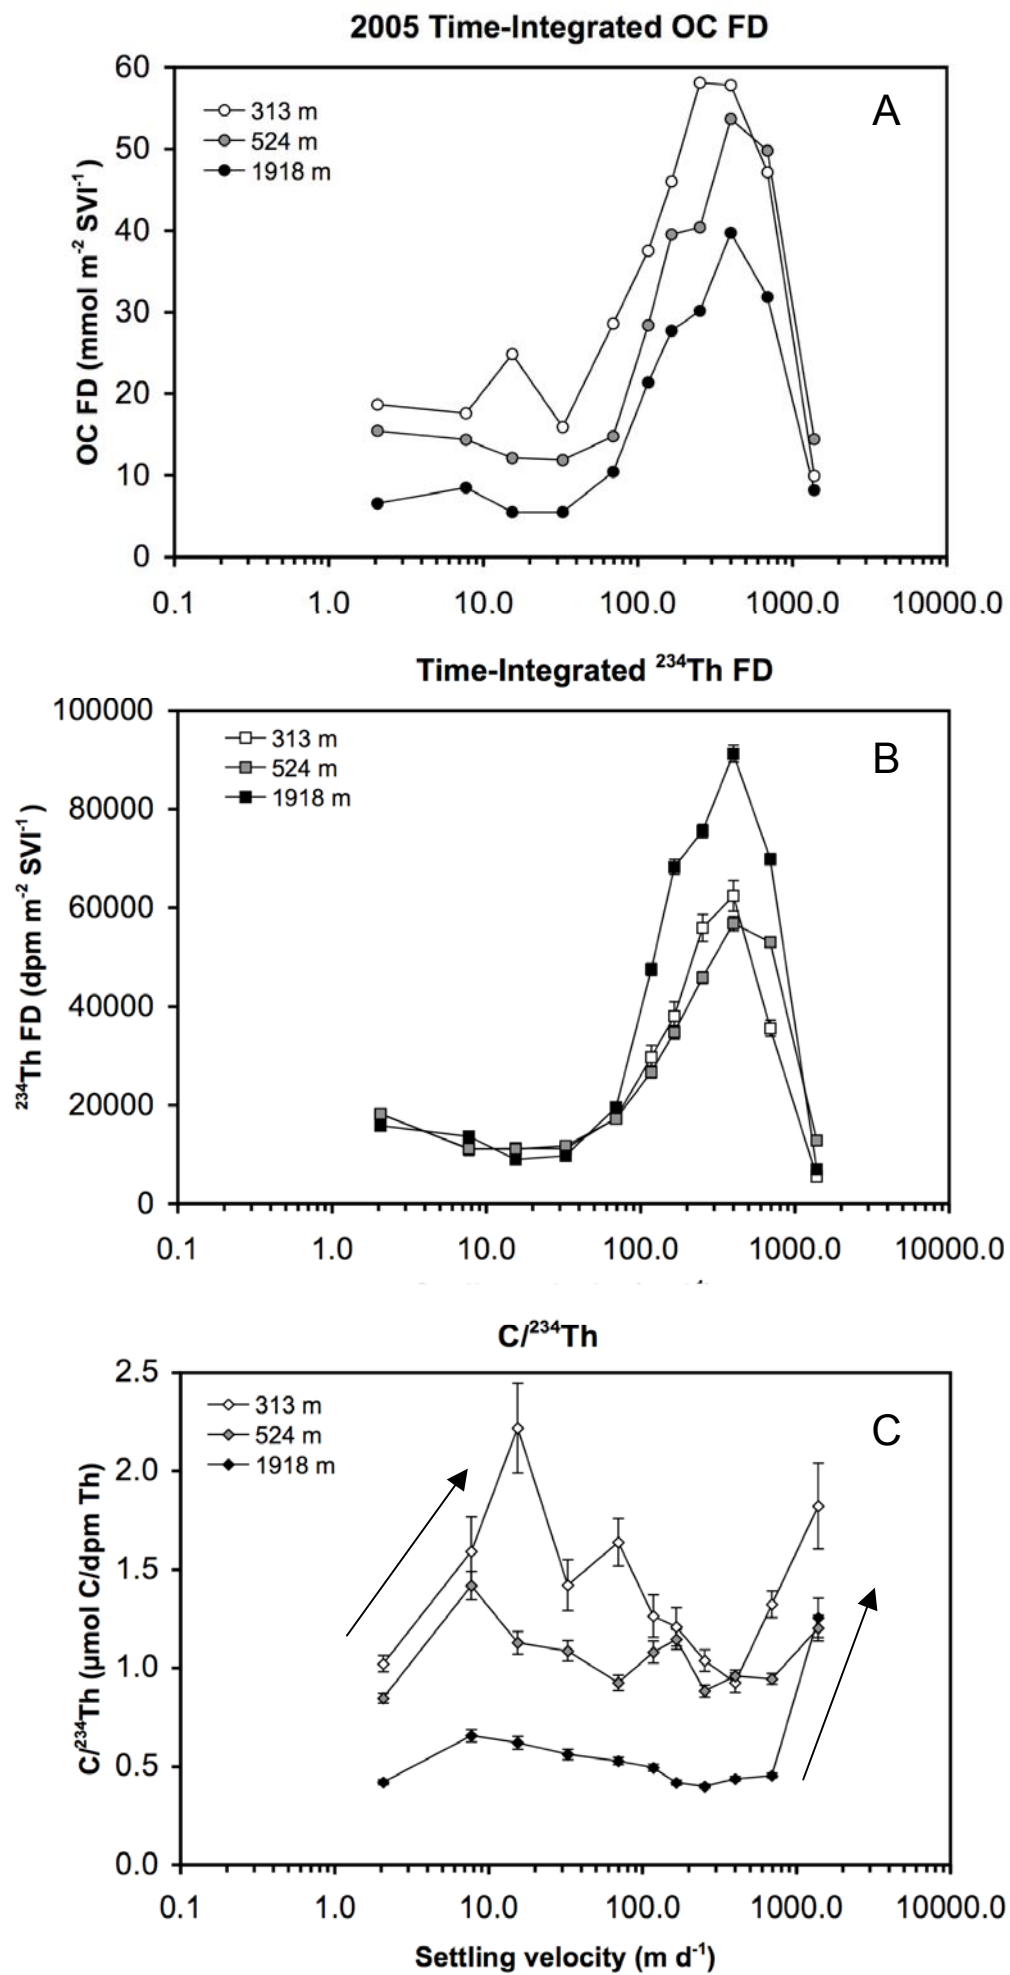 2005 Time-Integrated OC FD
A
313 m
524 m
1918 m
OC FD (mmol m⁻² SVI⁻¹)
60
50
40
30
20
10
0
0.1 1.0 10.0 100.0 1000.0 10000.0
Time-Integrated ²³⁴Th FD
B
313 m
524 m
1918 m
²³⁴Th FD (dpm m⁻² SVI⁻¹)
100000
80000
60000
40000
20000
0
0.1 1.0 10.0 100.0 1000.0 10000.0
C/²³⁴Th
C
313 m
524 m
1918 m
C/²³⁴Th (µmol C/dpm Th)
2.5
2.0
1.5
1.0
0.5
0.0
0.1 1.0 10.0 100.0 1000.0 10000.0
Settling velocity (m d⁻¹)